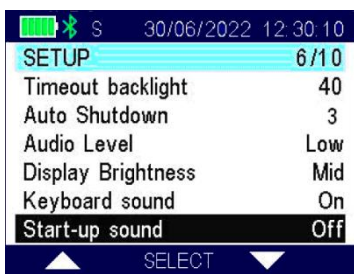 S 30/06/2022 12:30:10
SETUP 6/10
Timeout backlight 40
Auto Shutdown 3
Audio Level Low
Display Brightness Mid
Keyboard sound On
Start-up sound Off
SELECT